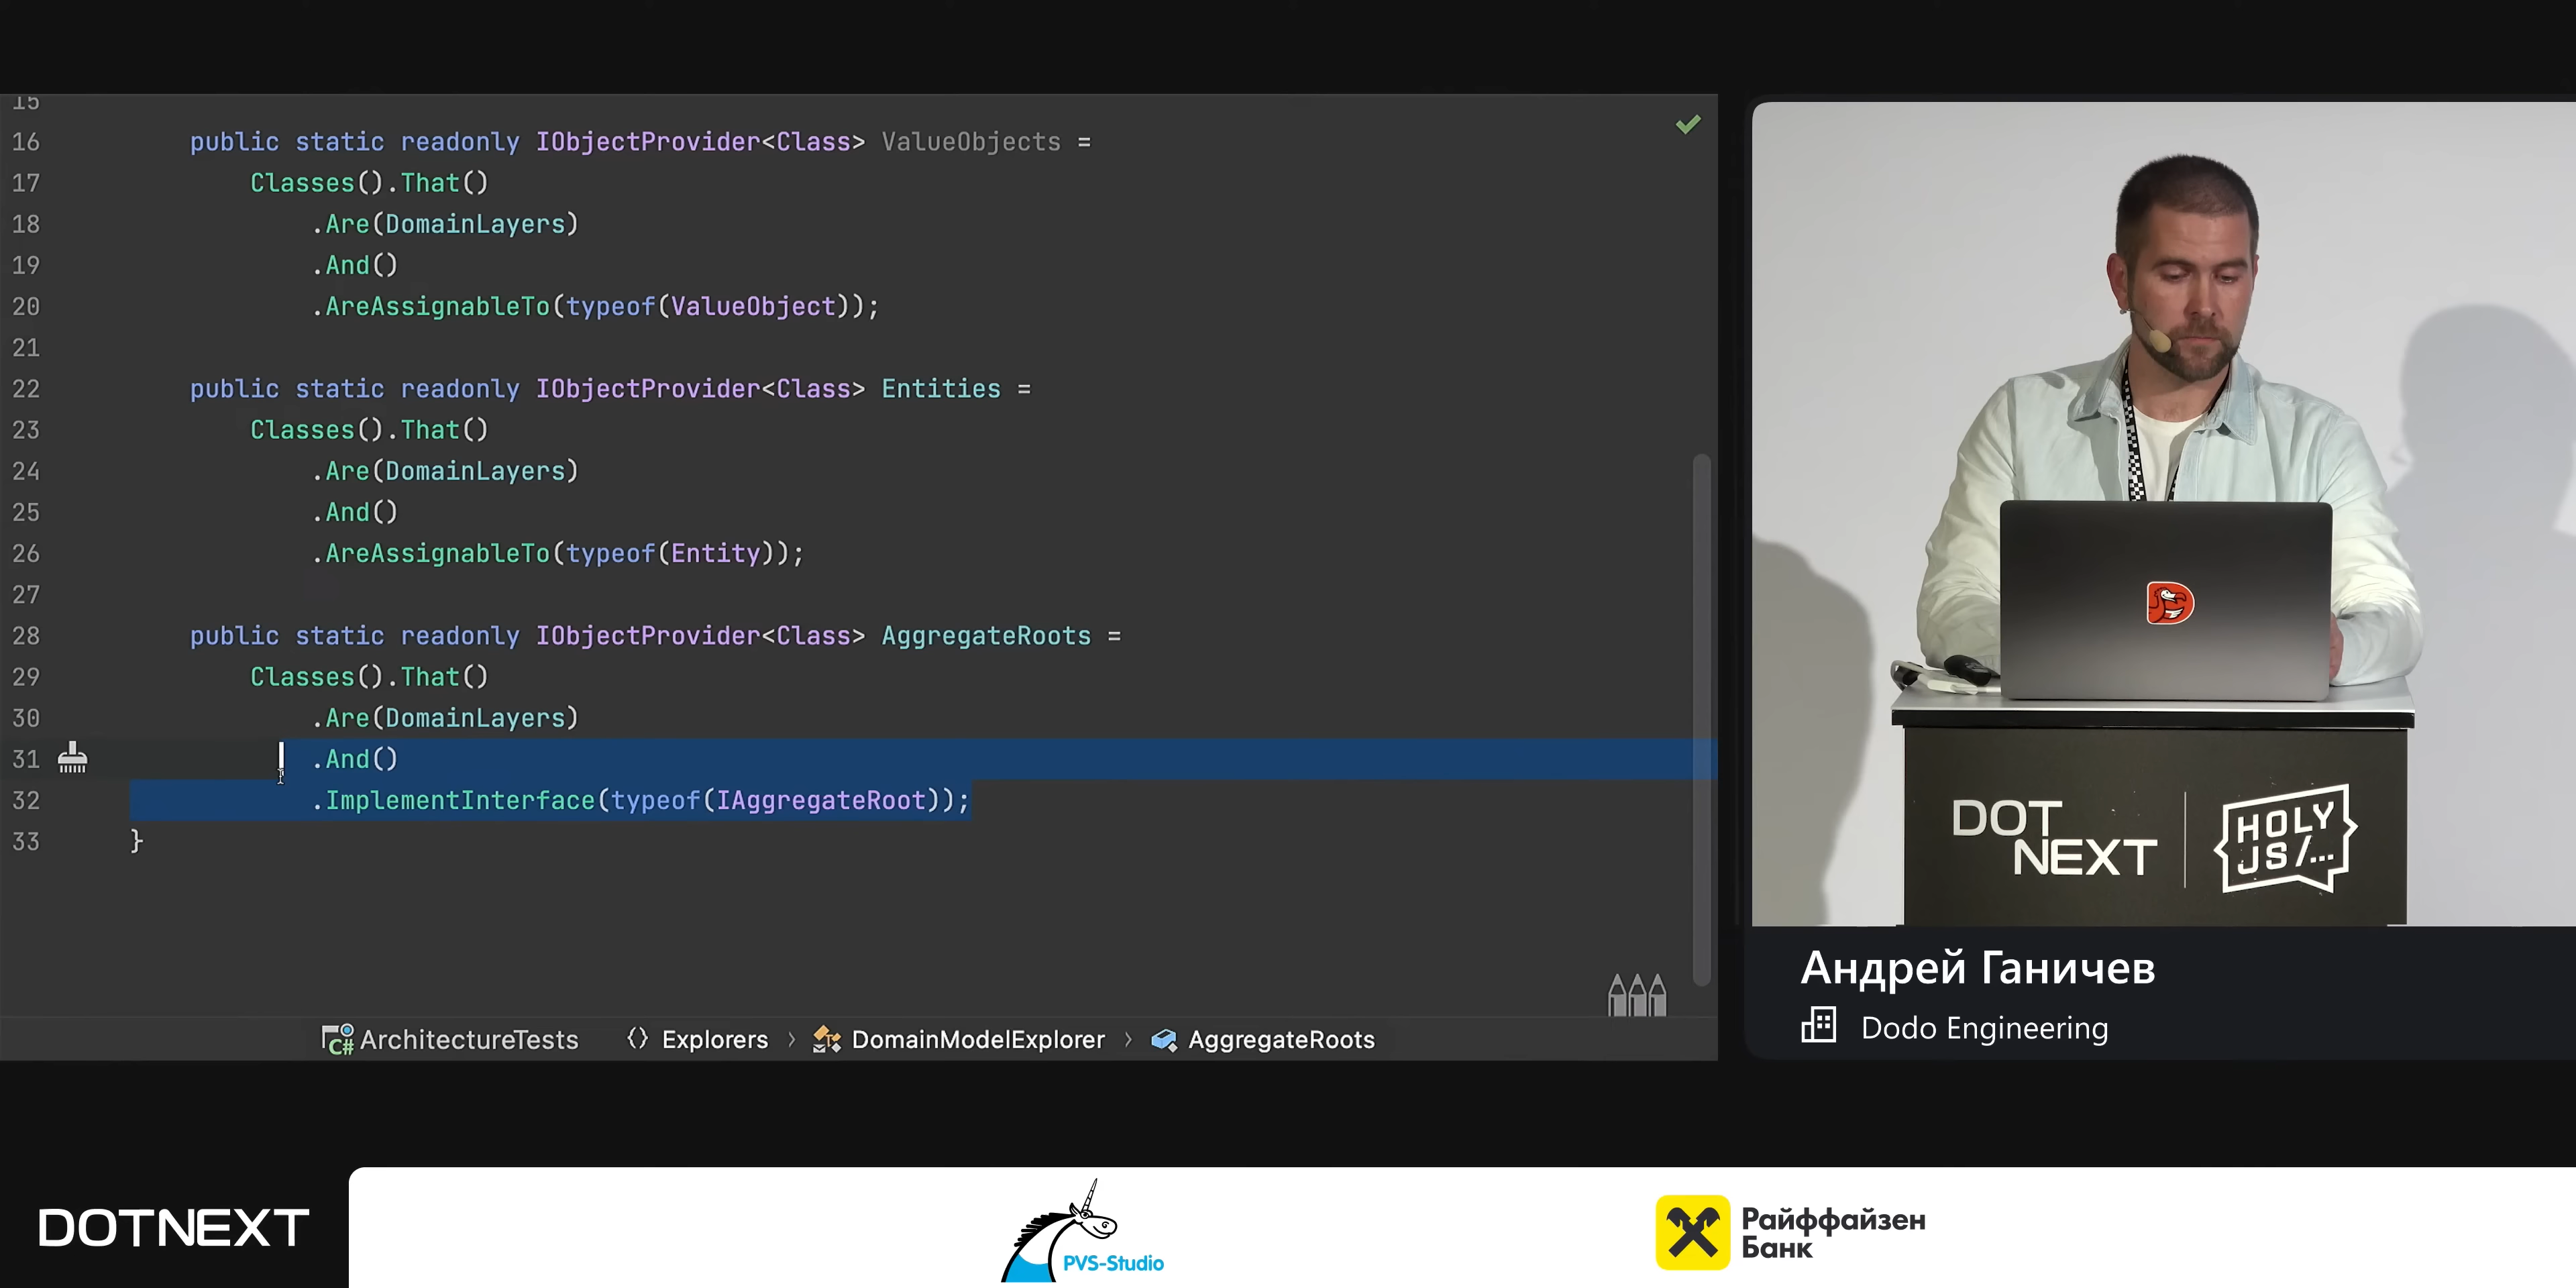 15
16 public static readonly IObjectProvider<Class> ValueObjects =
17 Classes().That()
18 .Are(DomainLayers)
19 .And()
20 .AreAssignableTo(typeof(ValueObject));
21
22 public static readonly IObjectProvider<Class> Entities =
23 Classes().That()
24 .Are(DomainLayers)
25 .And()
26 .AreAssignableTo(typeof(Entity));
27
28 public static readonly IObjectProvider<Class> AggregateRoots =
29 Classes().That()
30 .Are(DomainLayers)
31 .And()
32 .ImplementInterface(typeof(IAggregateRoot));
33 }
C# ArchitectureTests {} Explorers > DomainModelExplorer > AggregateRoots
D
DOT
NEXT
HOLY
JS/...
Андрей Ганичев
Dodo Engineering
DOTNEXT
PVS-Studio
Райффайзен
Банк